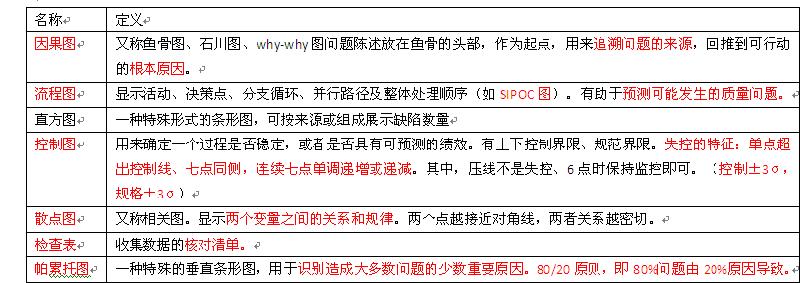 名称 定义
因果图 又称鱼骨图、石川图、why-why图问题陈述放在鱼骨的头部，作为起点，用来追溯问题的来源，回推到可行动
的根本原因。
流程图 显示活动、决策点、分支循环、并行路径及整体处理顺序（如 SIPOC 图）。有助于预测可能发生的质量问题。
直方图 一种特殊形式的条形图，可按来源或组成展示缺陷数量
控制图 用来确定一个过程是否稳定，或者是否具有可预测的绩效。有上下控制界限、规范界限。失控的特征：单点超
出控制线、七点同侧，连续七点单调递增或递减。其中，压线不是失控、6点时保持监控即可。（控制±3σ，
规格±3σ）
散点图 又称相关图。显示两个变量之间的关系和规律。两个点越接近对角线，两者关系越密切。
检查表 收集数据的核对清单。
帕累托图 一种特殊的垂直条形图，用于识别造成大多数问题的少数重要原因。80/20 原则，即 80%问题由 20%原因导致。